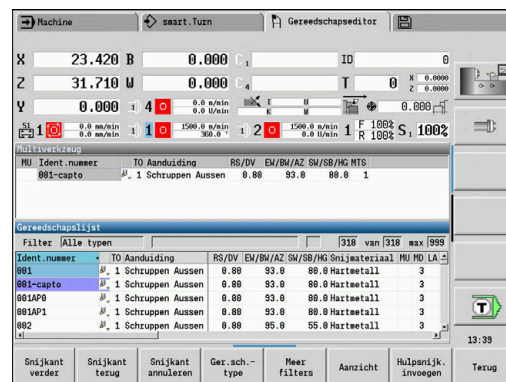 Machine smart.Turn Gereedschapseditor
X 23.420 B 0.000 C 1 ID 0
Z 31.710 W 0.000 C 4 T 0 X 0.0000 Z 0.0000
Y 0.000 1) 4 0.0 m/min 0.0 U/min I U K W 0.000
S1 1 0.0 mm/min 0.0 mm/min 1) 1 1500.0 °/min 360.0 ° 1) 2 1500.0 m/min 0.0 U/min 1 F 100% R 100% S1 100%
Multiverkzeug
MU Ident.nummer TO Aanduiding RS/DV EW/BW/AZ SW/SB/HG MTS
001-capto 1 Schruppen Aussen 0.80 93.0 80.0 1
Gereedschapslijst
Filter Alle typen 318 van 318 max 999
Ident.nummer TO Aanduiding RS/DV EW/BW/AZ SW/SB/HG Snijmateriaal MU MD LA
001 1 Schruppen Aussen 0.80 93.0 80.0 Hartmetall 3
001-capto 1 Schruppen Aussen 0.80 93.0 80.0 Hartmetall 3
001AP0 1 Schruppen Aussen 0.80 93.0 80.0 Hartmetall 3
001AP1 1 Schruppen Aussen 0.80 93.0 80.0 Hartmetall 3
002 1 Schruppen Aussen 0.80 95.0 55.0 Hartmetall 3
T
13:39
Snijkant verder
Snijkant terug
Snijkant annuleren
Ger.sch.-type
Meer filters
Aanzicht
Hulpsnijk. invoegen
Terug